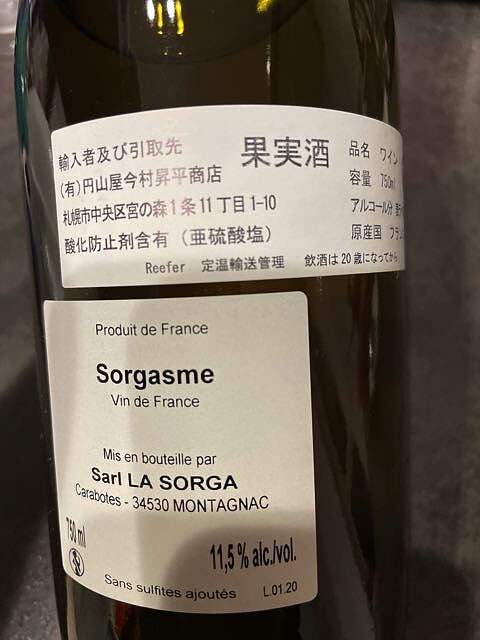 輸入者及び引取先 果実酒 品名 ワイン
(有)円山屋今村昇平商店 容量 750ml
札幌市中央区宮の森1条11丁目1-10 アルコール分
酸化防止剤含有(亜硫酸塩) 原産国 フラン
Reefer 定温輸送管理 飲酒は20歳になってから
Produit de France
Sorgasme
Vin de France
Mis en bouteille par
Sarl LA SORGA
Carabotes - 34530 MONTAGNAC
750 ml
11,5 % alc./vol.
Sans sulfites ajoutés L.01.20